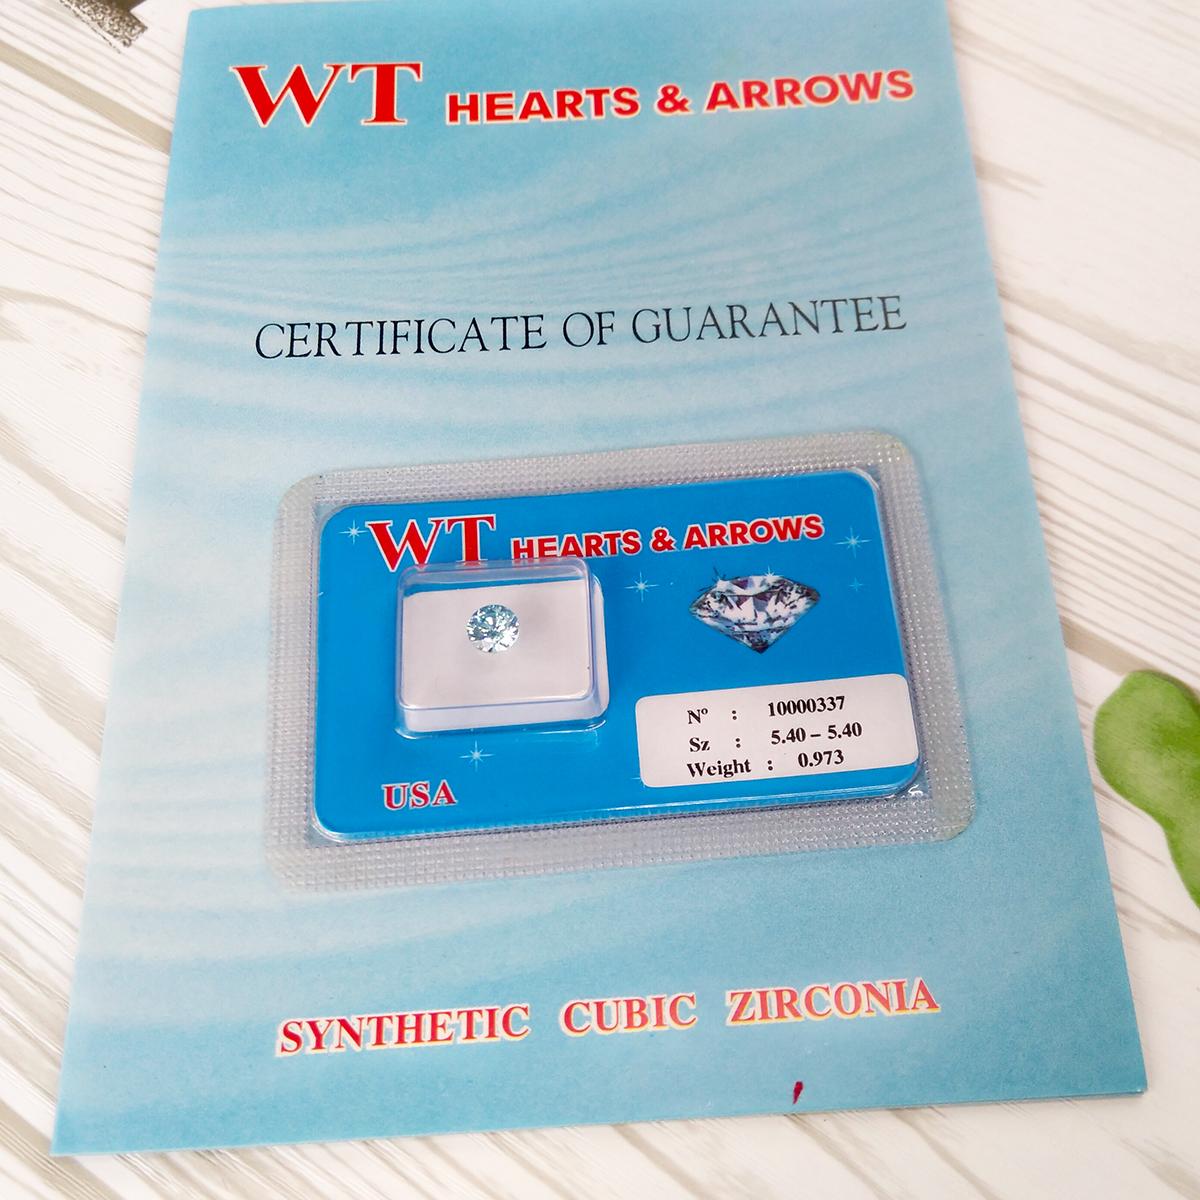 WT HEARTS & ARROWS
CERTIFICATE OF GUARANTEE
WT HEARTS & ARROWS
Nº : 10000337
Sz : 5.40 – 5.40
Weight : 0.973
USA
SYNTHETIC CUBIC ZIRCONIA